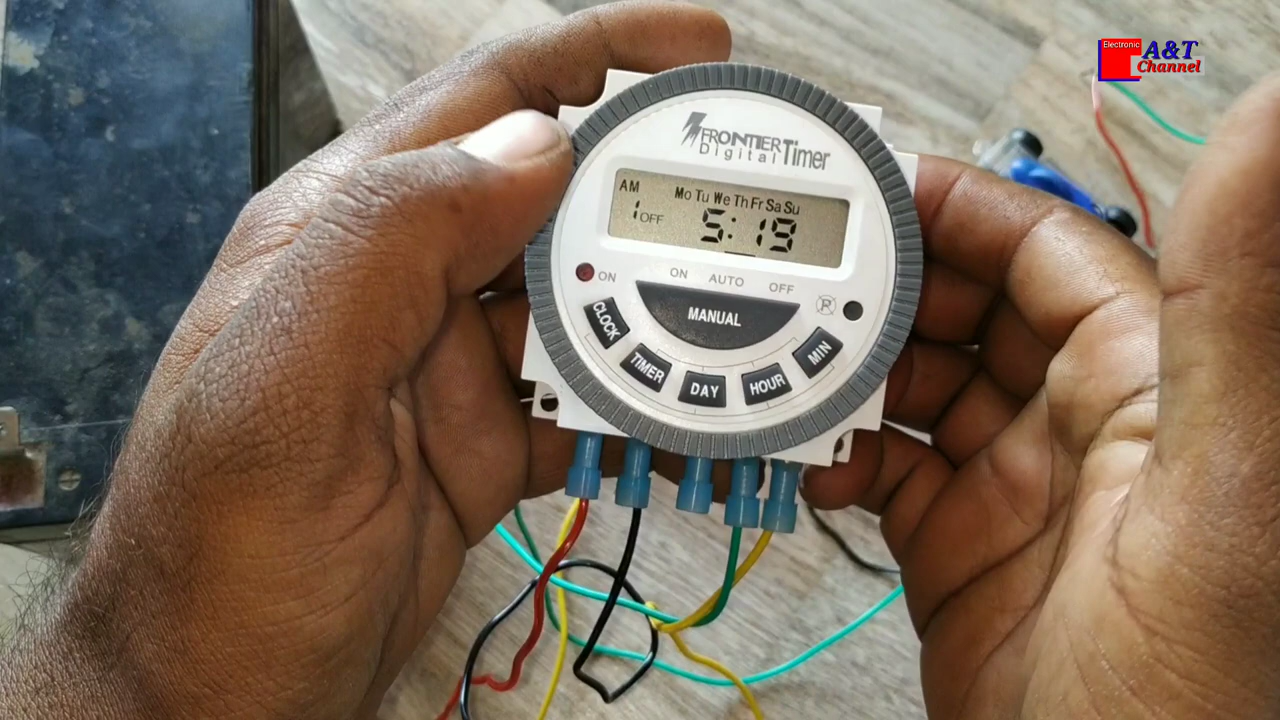 Electronic A&T
Channel
FRONTIER
Digital Timer
AM Mo Tu We Th Fr Sa Su
1 OFF 5:19
ON
ON AUTO OFF
R
MANUAL
CLOCK
TIMER
DAY
HOUR
MIN